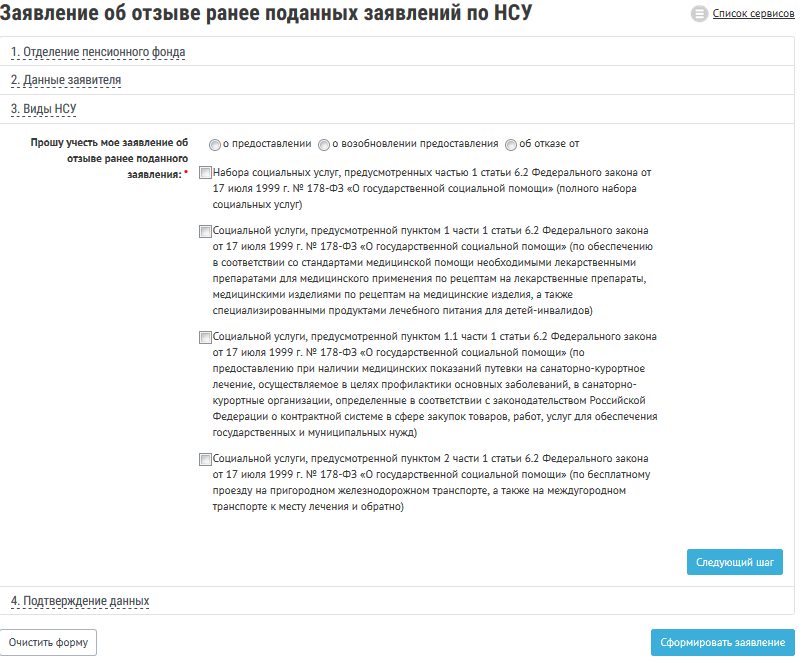 Заявление об отзыве ранее поданных заявлений по НСУ
Список сервисов
1. Отделение пенсионного фонда
2. Данные заявителя
3. Виды НСУ
Прошу учесть мое заявление об
отзыве ранее поданного
заявления: *
о предоставлении о возобновлении предоставления об отказе от
Набора социальных услуг, предусмотренных частью 1 статьи 6.2 Федерального закона от
17 июля 1999 г. № 178-ФЗ «О государственной социальной помощи» (полного набора
социальных услуг)
Социальной услуги, предусмотренной пунктом 1 части 1 статьи 6.2 Федерального закона
от 17 июля 1999 г. № 178-ФЗ «О государственной социальной помощи» (по обеспечению
в соответствии со стандартами медицинской помощи необходимыми лекарственными
препаратами для медицинского применения по рецептам на лекарственные препараты,
медицинскими изделиями по рецептам на медицинские изделия, а также
специализированными продуктами лечебного питания для детей-инвалидов)
Социальной услуги, предусмотренной пунктом 1.1 части 1 статьи 6.2 Федерального закона
от 17 июля 1999 г. № 178-ФЗ «О государственной социальной помощи» (по
предоставлению при наличии медицинских показаний путевки на санаторно-курортное
лечение, осуществляемое в целях профилактики основных заболеваний, в санаторно-
курортные организации, определенные в соответствии с законодательством Российской
Федерации о контрактной системе в сфере закупок товаров, работ, услуг для обеспечения
государственных и муниципальных нужд)
Социальной услуги, предусмотренной пунктом 2 части 1 статьи 6.2 Федерального закона
от 17 июля 1999 г. № 178-ФЗ «О государственной социальной помощи» (по бесплатному
проезду на пригородном железнодорожном транспорте, а также на междугородном
транспорте к месту лечения и обратно)
Следующий шаг
4. Подтверждение данных
Очистить форму
Сформировать заявление